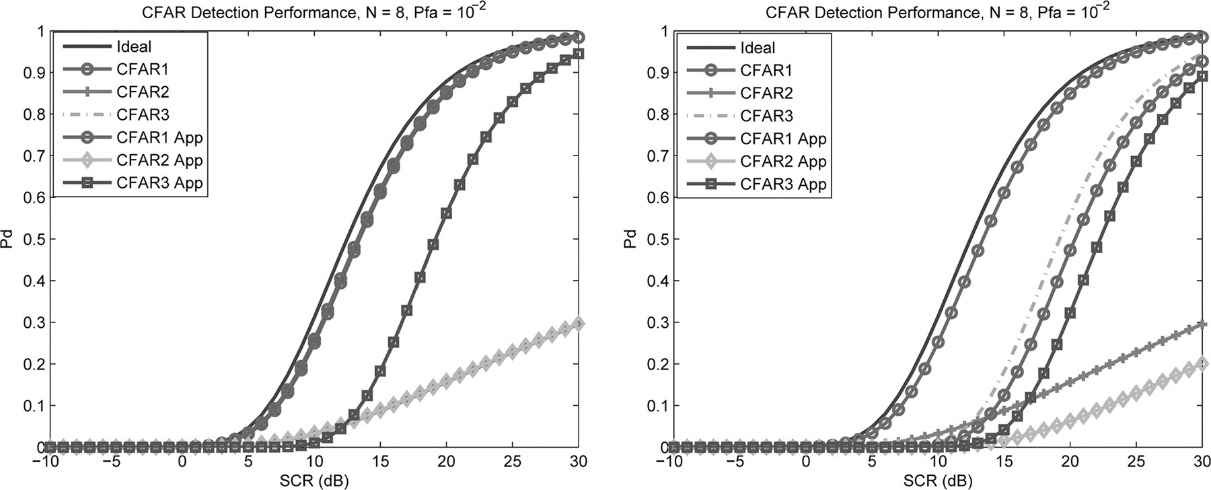 CFAR Detection Performance, N = 8, Pfa = 10⁻²
Ideal
CFAR1
CFAR2
CFAR3
CFAR1 App
CFAR2 App
CFAR3 App
Pd
1
0.9
0.8
0.7
0.6
0.5
0.4
0.3
0.2
0.1
0
−10 −5 0 5 10 15 20 25 30
SCR (dB)
CFAR Detection Performance, N = 8, Pfa = 10⁻²
Ideal
CFAR1
CFAR2
CFAR3
CFAR1 App
CFAR2 App
CFAR3 App
Pd
1
0.9
0.8
0.7
0.6
0.5
0.4
0.3
0.2
0.1
0
−10 −5 0 5 10 15 20 25 30
SCR (dB)